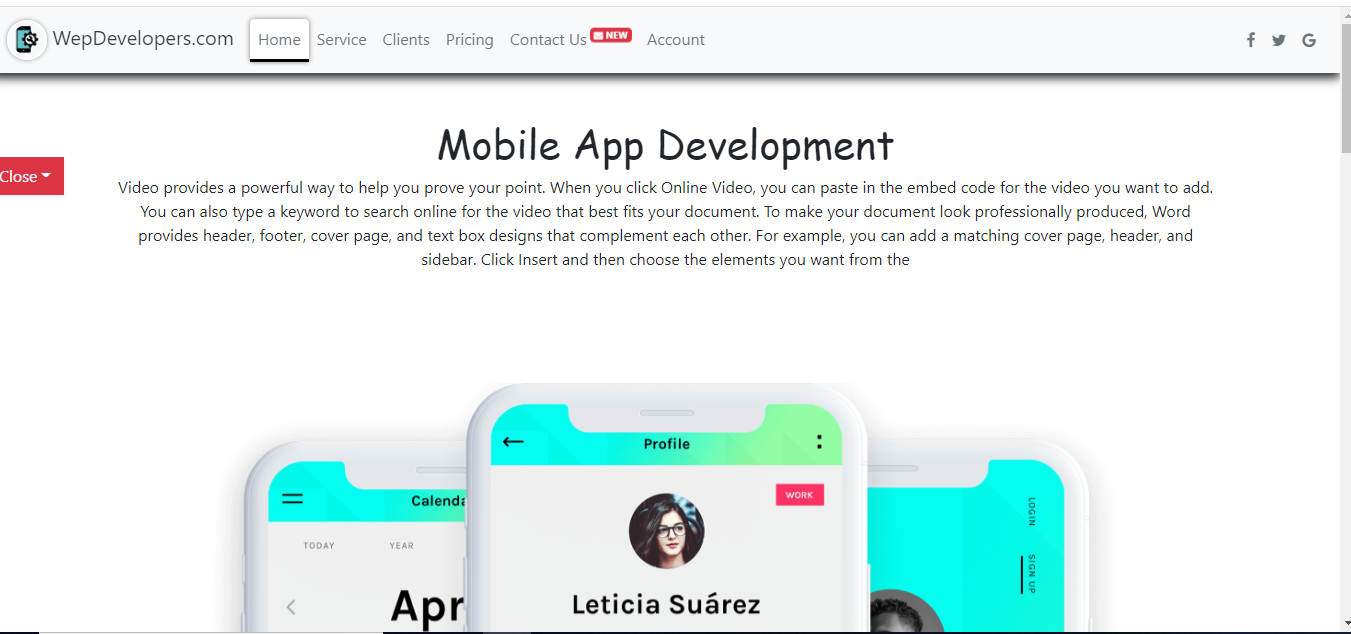 WepDevelopers.com Home Service Clients Pricing Contact Us NEW Account
Mobile App Development
Close
Video provides a powerful way to help you prove your point. When you click Online Video, you can paste in the embed code for the video you want to add.
You can also type a keyword to search online for the video that best fits your document. To make your document look professionally produced, Word
provides header, footer, cover page, and text box designs that complement each other. For example, you can add a matching cover page, header, and
sidebar. Click Insert and then choose the elements you want from the
Calenda
TODAY YEAR
Apr
Profile
WORK
Leticia Suárez
LOGIN
SIGN UP